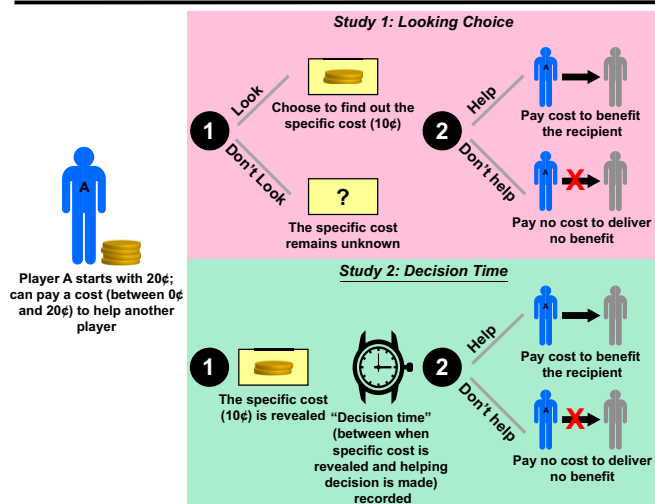 Study 1: Looking Choice
1
Look
Don't Look
Choose to find out the
specific cost (10¢)
?
The specific cost
remains unknown
2
Help
Don't help
A
Pay cost to benefit
the recipient
A
X
Pay no cost to deliver
no benefit
A
Player A starts with 20¢;
can pay a cost (between 0¢
and 20¢) to help another
player
Study 2: Decision Time
1
The specific cost
(10¢) is revealed
“Decision time”
(between when
specific cost is
revealed and helping
decision is made)
recorded
2
Help
Don't help
A
Pay cost to benefit
the recipient
A
X
Pay no cost to deliver
no benefit